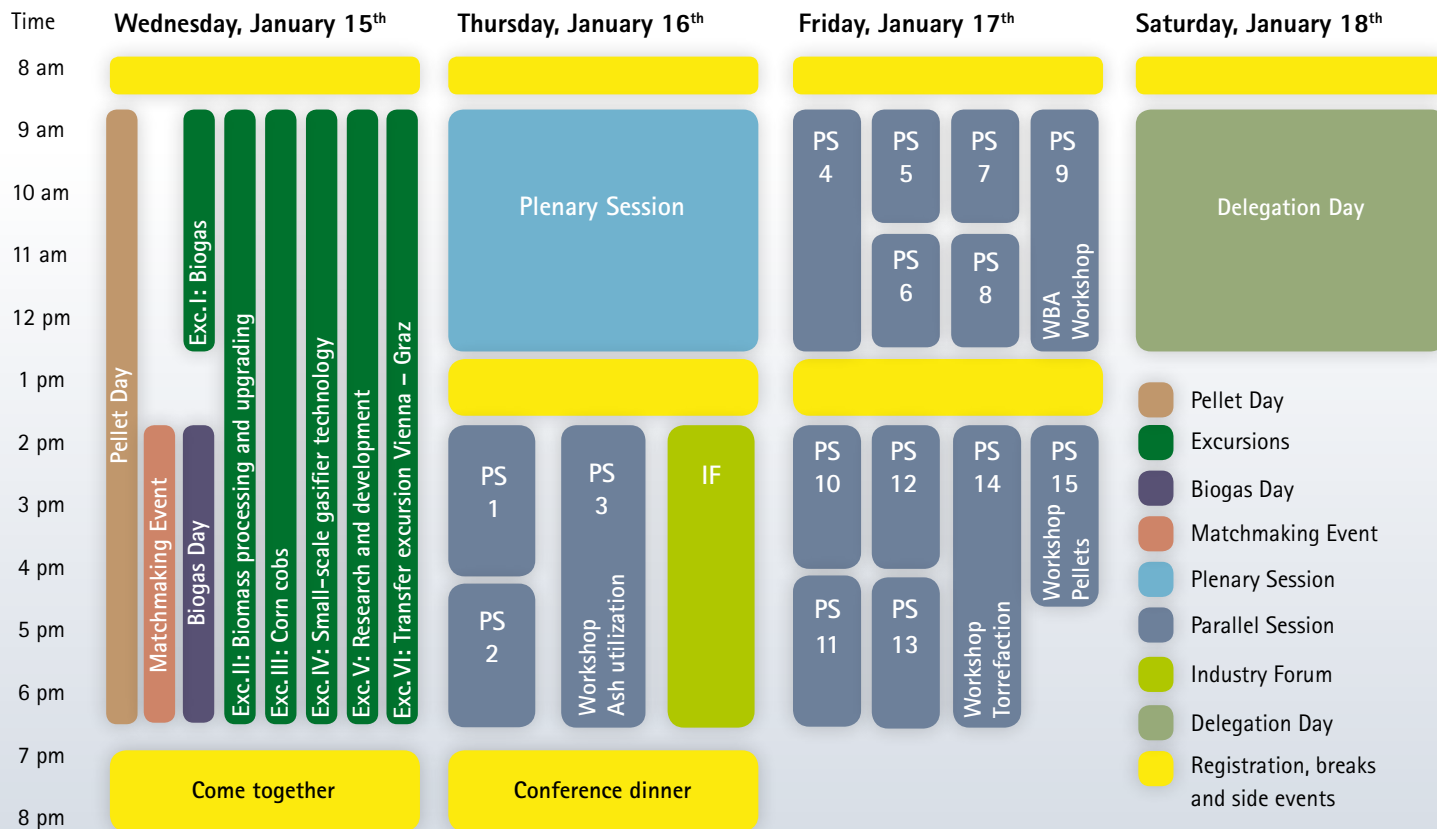 Time
Wednesday, January 15th
Thursday, January 16th
Friday, January 17th
Saturday, January 18th
8 am
9 am
10 am
11 am
12 pm
1 pm
2 pm
3 pm
4 pm
5 pm
6 pm
7 pm
8 pm
Pellet Day
Matchmaking Event
Exc. I: Biogas
Biogas Day
Exc. II: Biomass processing and upgrading
Exc. III: Corn cobs
Exc. IV: Small-scale gasifier technology
Exc. V: Research and development
Exc. VI: Transfer excursion Vienna – Graz
Come together
Plenary Session
PS
1
PS
2
PS
3
Workshop
Ash utilization
IF
Conference dinner
PS
4
PS
5
PS
6
PS
7
PS
8
PS
9
WBA
Workshop
PS
10
PS
11
PS
12
PS
13
PS
14
Workshop
Torrefaction
PS
15
Workshop
Pellets
Delegation Day
Pellet Day
Excursions
Biogas Day
Matchmaking Event
Plenary Session
Parallel Session
Industry Forum
Delegation Day
Registration, breaks
and side events